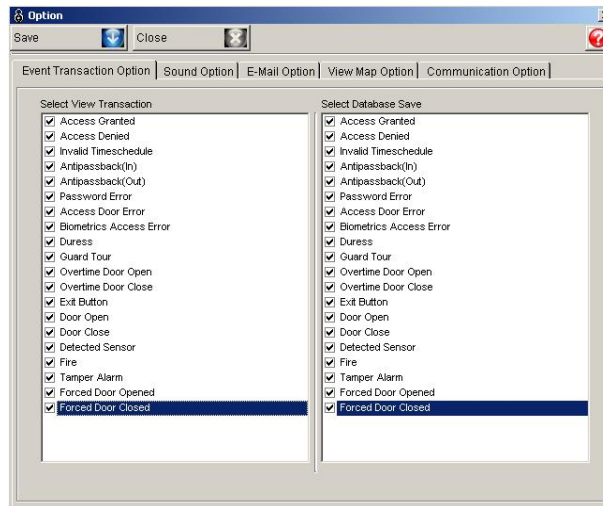 Option
Save
Close
?
Event Transaction Option
Sound Option
E-Mail Option
View Map Option
Communication Option
Select View Transaction
Access Granted
Access Denied
Invalid Timeschedule
Antipassback(In)
Antipassback(Out)
Password Error
Access Door Error
Biometrics Access Error
Duress
Guard Tour
Overtime Door Open
Overtime Door Close
Exit Button
Door Open
Door Close
Detected Sensor
Fire
Tamper Alarm
Forced Door Opened
Forced Door Closed
Select Database Save
Access Granted
Access Denied
Invalid Timeschedule
Antipassback(In)
Antipassback(Out)
Password Error
Access Door Error
Biometrics Access Error
Duress
Guard Tour
Overtime Door Open
Overtime Door Close
Exit Button
Door Open
Door Close
Detected Sensor
Fire
Tamper Alarm
Forced Door Opened
Forced Door Closed